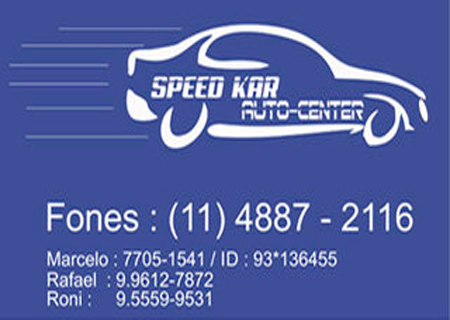 SPEED KAR
AUTO-CENTER
Fones : (11) 4887 - 2116
Marcelo : 7705-1541 / ID : 93*136455
Rafael : 9.9612-7872
Roni : 9.5559-9531